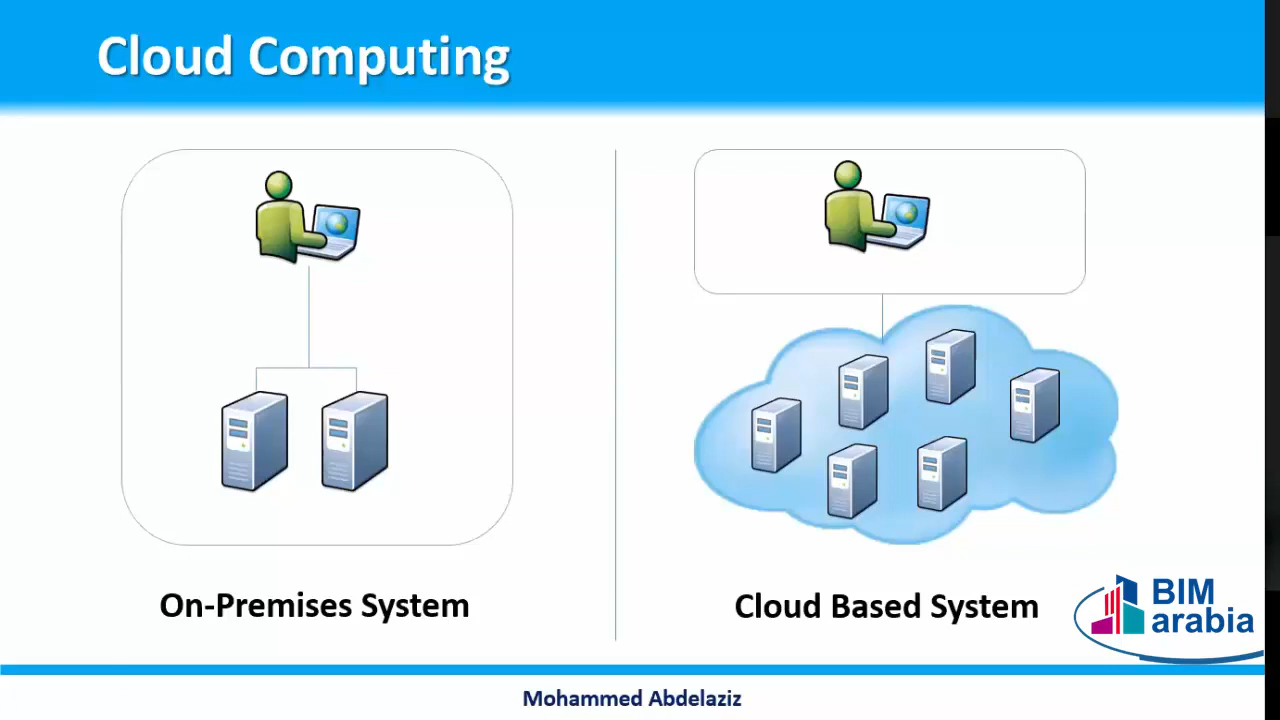 Cloud Computing
On-Premises System
Cloud Based System
BIM
arabia
Mohammed Abdelaziz